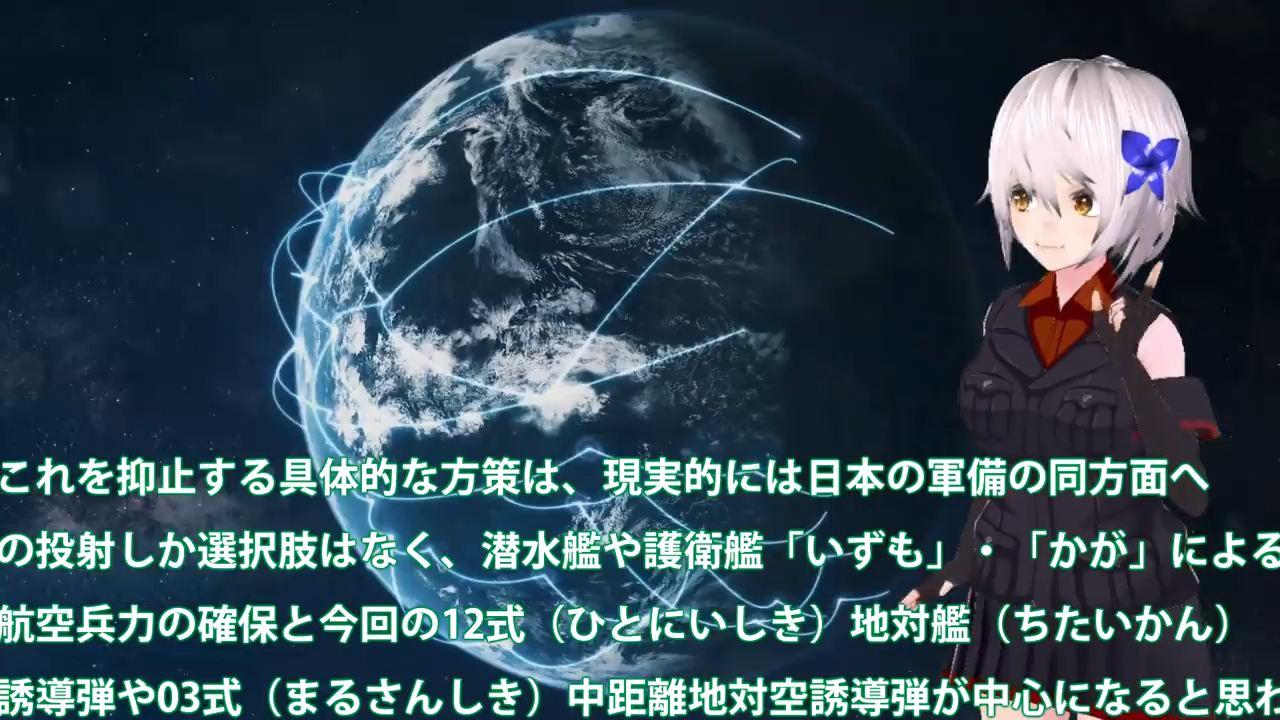 これを抑止する具体的な方策は、現実的には日本の軍備の同方面へ
の投射しか選択肢はなく、潜水艦や護衛艦「いずも」・「かが」による
航空兵力の確保と今回の12式（ひとにいしき）地対艦（ちたいかん）
誘導弾や03式（まるさんしき）中距離地対空誘導弾が中心になると思わ